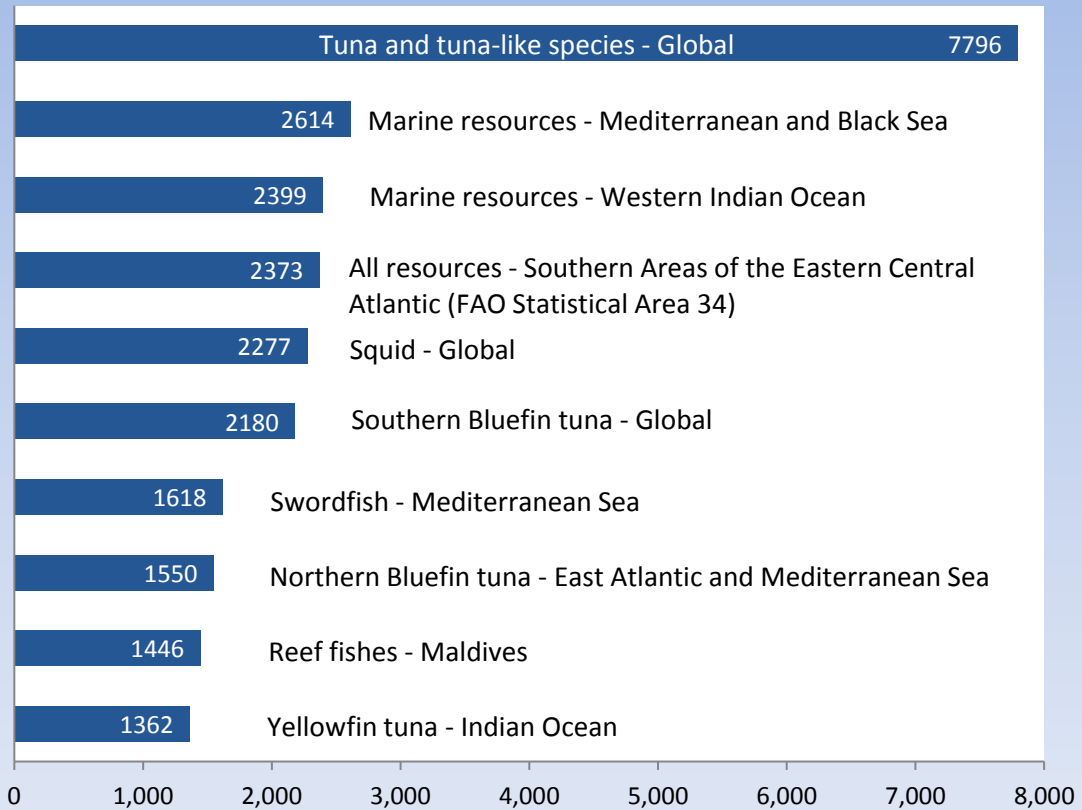 Tuna and tuna-like species - Global 7796
2614 Marine resources - Mediterranean and Black Sea
2399 Marine resources - Western Indian Ocean
2373 All resources - Southern Areas of the Eastern Central
Atlantic (FAO Statistical Area 34)
2277 Squid - Global
2180 Southern Bluefin tuna - Global
1618 Swordfish - Mediterranean Sea
1550 Northern Bluefin tuna - East Atlantic and Mediterranean Sea
1446 Reef fishes - Maldives
1362 Yellowfin tuna - Indian Ocean
0 1,000 2,000 3,000 4,000 5,000 6,000 7,000 8,000